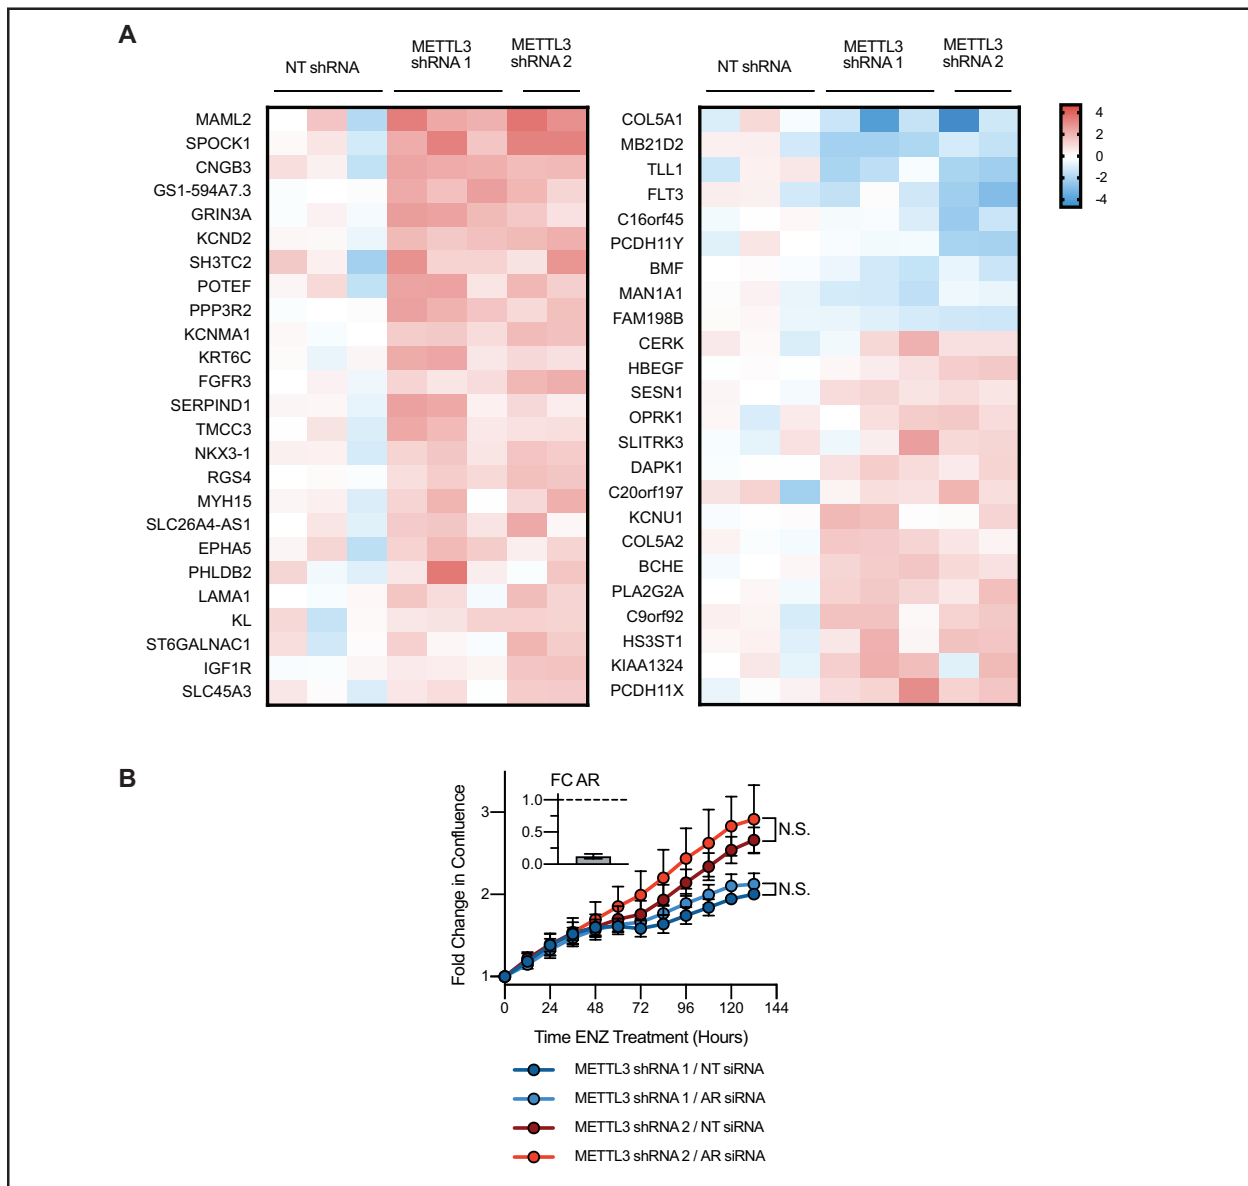 A
NT shRNA
METTL3
shRNA 1
METTL3
shRNA 2
MAML2
SPOCK1
CNGB3
GS1-594A7.3
GRIN3A
KCND2
SH3TC2
POTEF
PPP3R2
KCNMA1
KRT6C
FGFR3
SERPIND1
TMCC3
NKX3-1
RGS4
MYH15
SLC26A4-AS1
EPHA5
PHLDB2
LAMA1
KL
ST6GALNAC1
IGF1R
SLC45A3
NT shRNA
METTL3
shRNA 1
METTL3
shRNA 2
COL5A1
MB21D2
TLL1
FLT3
C16orf45
PCDH11Y
BMF
MAN1A1
FAM198B
CERK
HBEGF
SESN1
OPRK1
SLITRK3
DAPK1
C20orf197
KCNU1
COL5A2
BCHE
PLA2G2A
C9orf92
HS3ST1
KIAA1324
PCDH11X
4
2
0
-2
-4
B
Fold Change in Confluence
3
2
1
FC AR
1.0
0.5
0.0
N.S.
N.S.
0 24 48 72 96 120 144
Time ENZ Treatment (Hours)
METTL3 shRNA 1 / NT siRNA
METTL3 shRNA 1 / AR siRNA
METTL3 shRNA 2 / NT siRNA
METTL3 shRNA 2 / AR siRNA